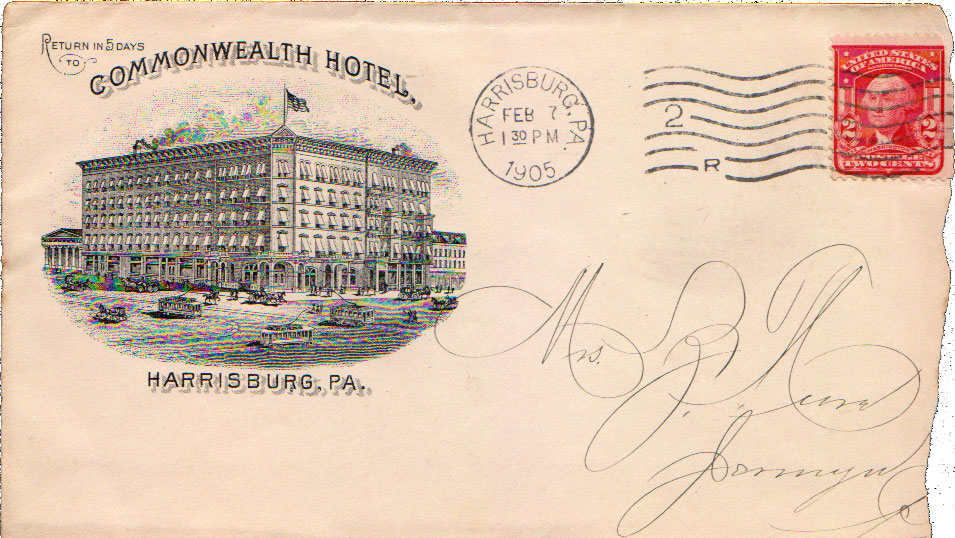 RETURN IN 5 DAYS
TO
COMMONWEALTH HOTEL.
HARRISBURG, PA.
HARRISBURG, PA.
FEB 7
1 30 PM
1905
2
R
UNITED STATES
OF AMERICA
2 2
TWO CENTS
Mrs.